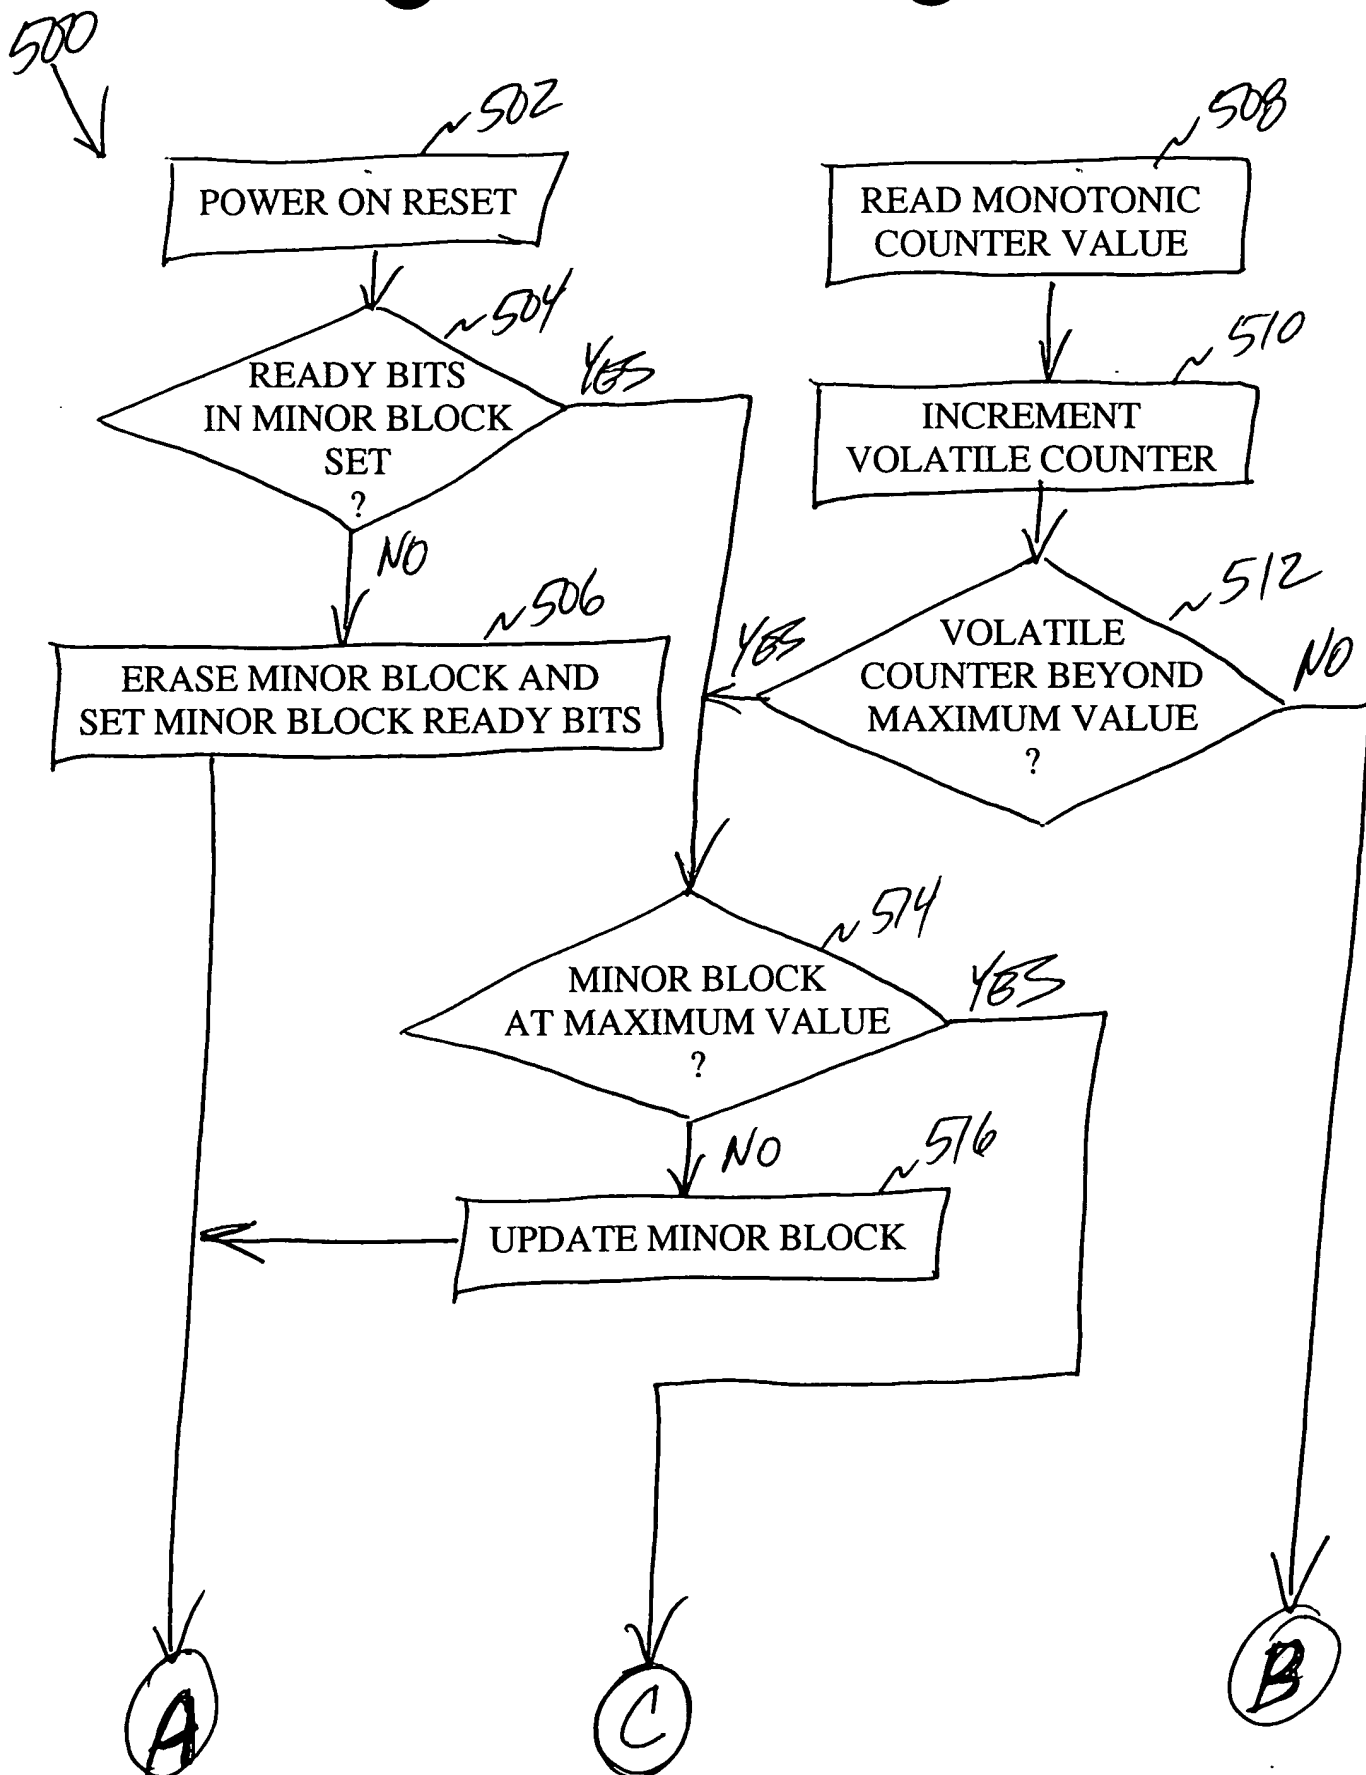 500
~502
POWER ON RESET
~504
READY BITS
IN MINOR BLOCK
SET
?
YES
NO
~506
ERASE MINOR BLOCK AND
SET MINOR BLOCK READY BITS
~508
READ MONOTONIC
COUNTER VALUE
~510
INCREMENT
VOLATILE COUNTER
~512
VOLATILE
COUNTER BEYOND
MAXIMUM VALUE
?
YES
NO
~514
MINOR BLOCK
AT MAXIMUM VALUE
?
YES
NO
~516
UPDATE MINOR BLOCK
A
C
B